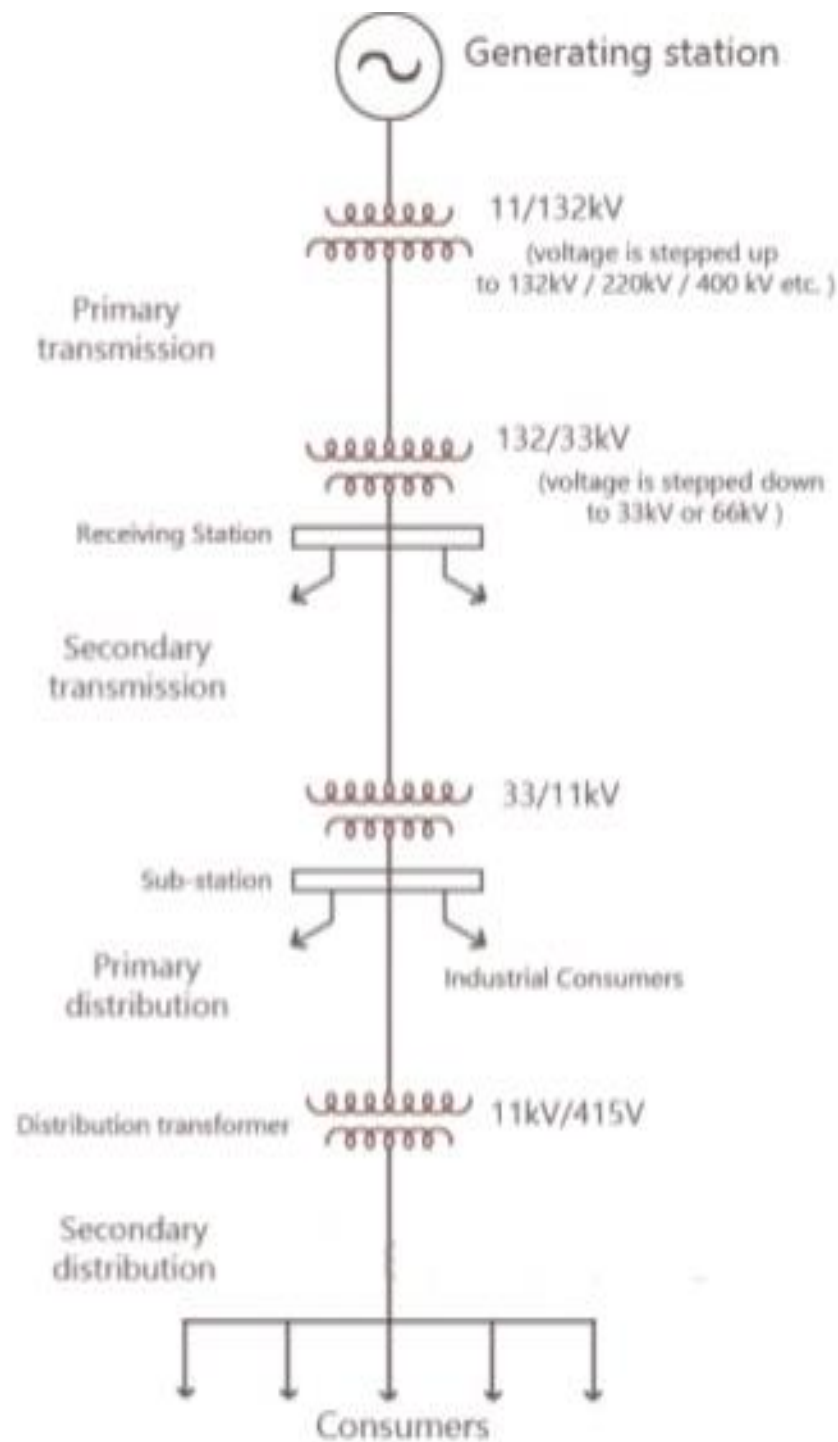 Generating station
11/132kV
(voltage is stepped up
to 132kV / 220kV / 400 kV etc. )
Primary
transmission
132/33kV
(voltage is stepped down
to 33kV or 66kV )
Receiving Station
Secondary
transmission
33/11kV
Sub-station
Primary
distribution
Industrial Consumers
Distribution transformer
11kV/415V
Secondary
distribution
Consumers